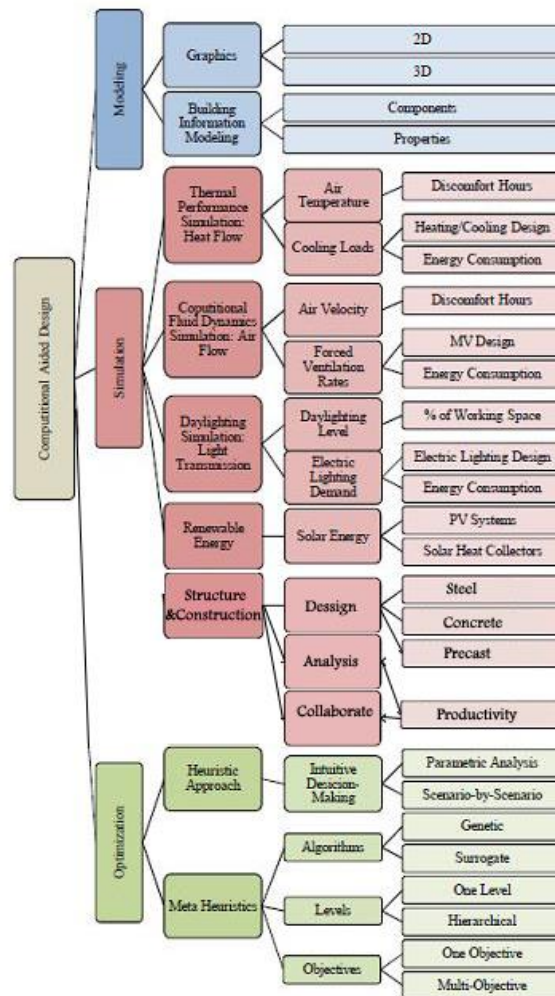 Computitional Aided Design
Modeling
Graphics
2D
3D
Building
Information
Modeling
Components
Properties
Simulation
Thermal
Performance
Simulation:
Heat Flow
Air
Temperature
Discomfort Hours
Cooling Loads
Heating/Cooling Design
Energy Consumption
Coputitional
Fluid Dynamics
Simulation: Air
Flow
Air Velocity
Discomfort Hours
Forced
Ventilation
Rates
MV Design
Energy Consumption
Daylighting
Simulation:
Light
Transmission
Daylighting
Level
% of Working Space
Electric
Lighting
Demand
Electric Lighting Design
Energy Consumption
Renewable
Energy
Solar Energy
PV Systems
Solar Heat Collectors
Structure
&Construction
Dessign
Steel
Concrete
Precast
Analysis
Collaborate
Productivity
Optimization
Heuristic
Approach
Intuitive
Desicion-
Making
Parametric Analysis
Scenario-by-Scenario
Meta Heuristics
Algorithms
Genetic
Surrogate
Levels
One Level
Hierarchical
Objectives
One Objective
Multi-Objective